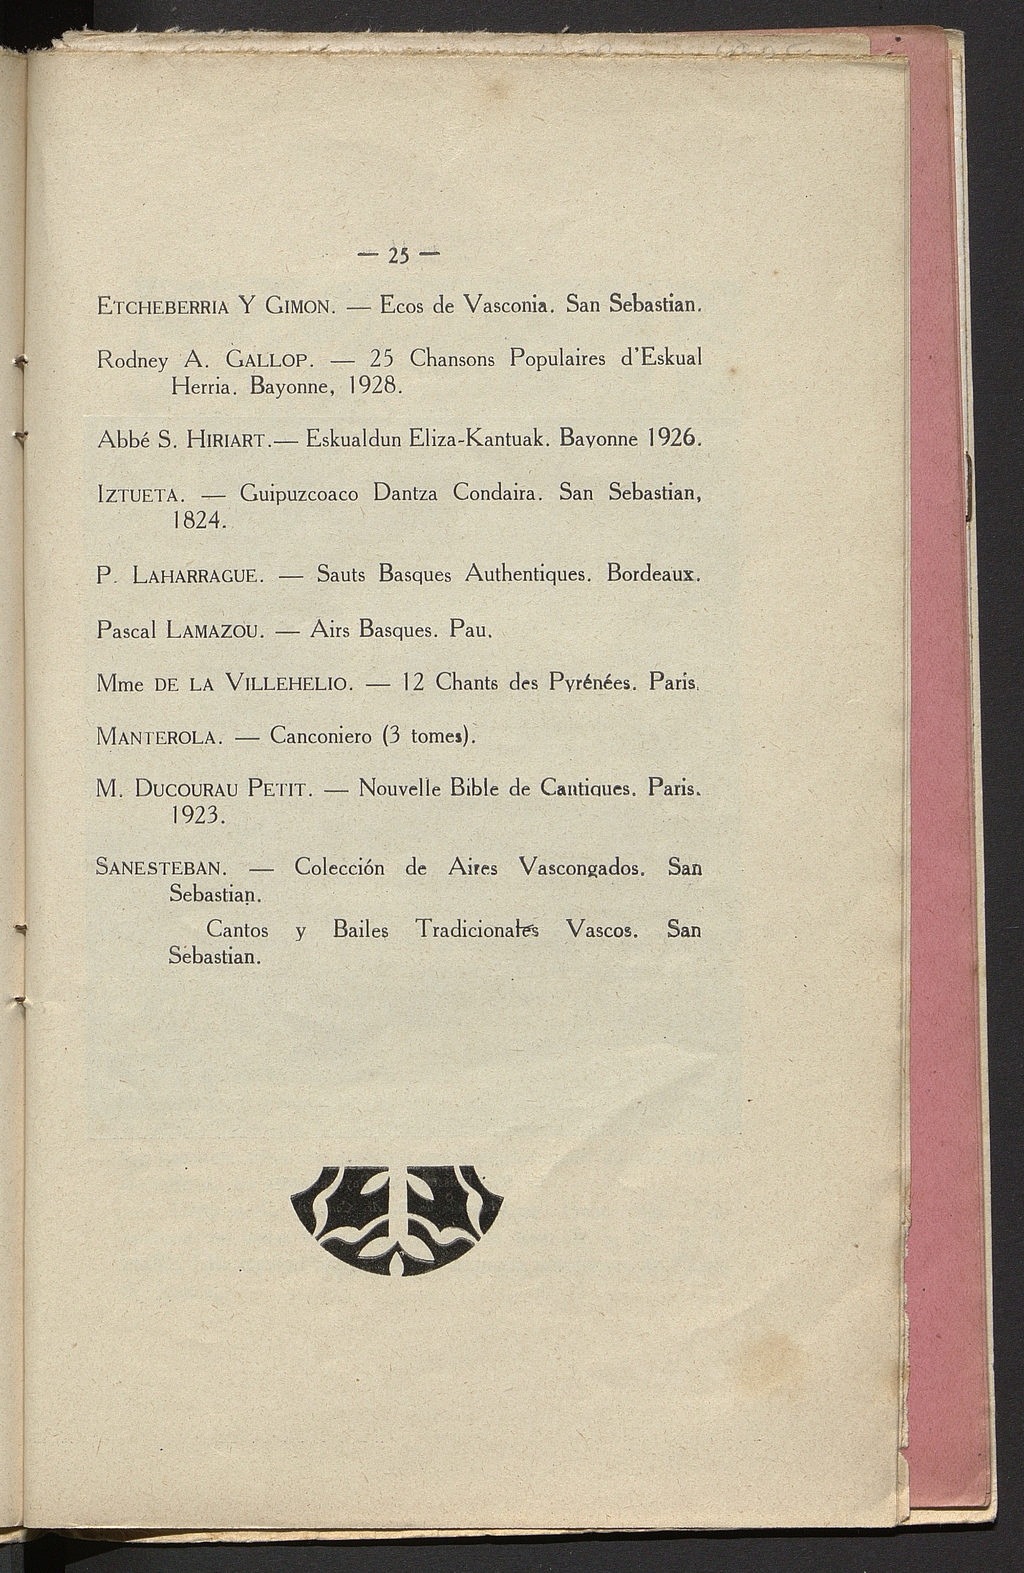 — 25 —
ETCHEBERRIA Y GIMON. — Ecos de Vasconia. San Sebastian.
Rodney A. GALLOP. — 25 Chansons Populaires d'Eskual
Herria. Bayonne, 1928.
Abbé S. HIRIART.— Eskualdun Eliza-Kantuak. Bayonne 1926.
IZTUETA. — Guipuzcoaco Dantza Condaira. San Sebastian,
1824.
P. LAHARRAGUE. — Sauts Basques Authentiques. Bordeaux.
Pascal LAMAZOU. — Airs Basques. Pau.
Mme DE LA VILLEHELIO. — 12 Chants des Pyrénées. Paris.
MANTEROLA. — Canconiero (3 tomes).
M. DUCOURAU PETIT. — Nouvelle Bible de Cantiques. Paris.
1923.
SANESTEBAN. — Colección de Aires Vascongados. San
Sebastian.
Cantos y Bailes Tradicionales Vascos. San
Sebastian.